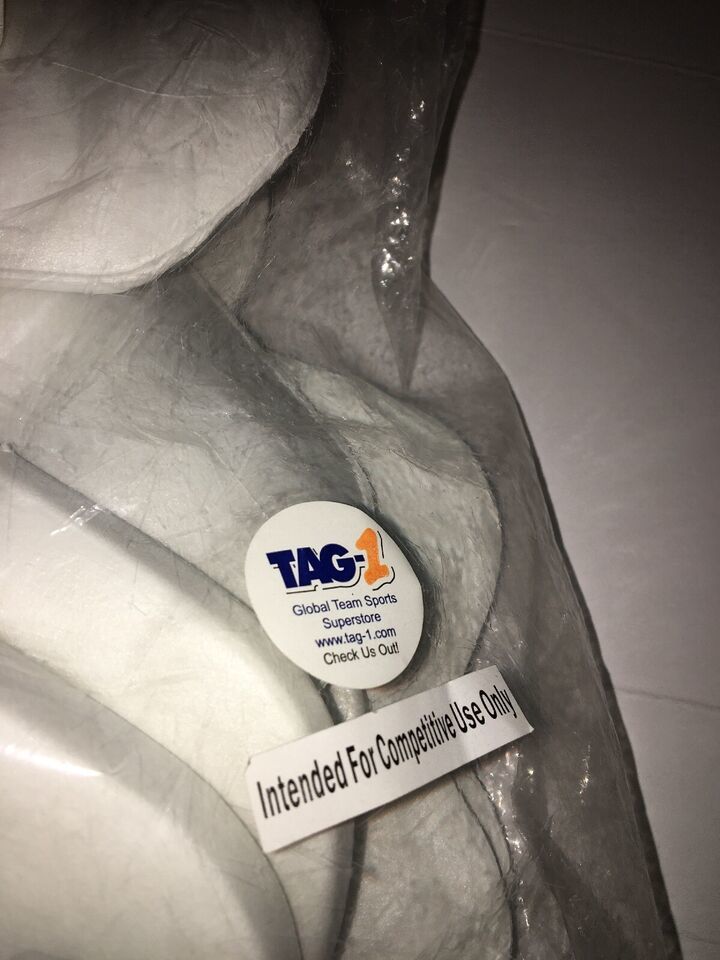 TAG-1
Global Team Sports
Superstore
www.tag-1.com
Check Us Out!
Intended For Competitive Use Only